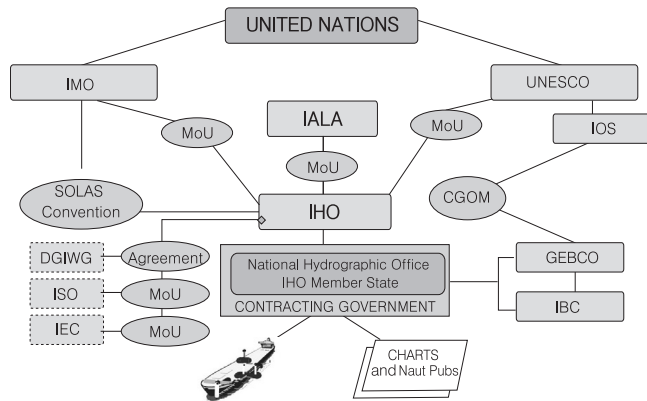 UNITED NATIONS
IMO
UNESCO
MoU
IALA
MoU
IOS
MoU
SOLAS
Convention
CGOM
IHO
DGIWG
Agreement
National Hydrographic Office
IHO Member State
GEBCO
ISO
MoU
CONTRACTING GOVERNMENT
IBC
IEC
MoU
CHARTS
and Naut Pubs